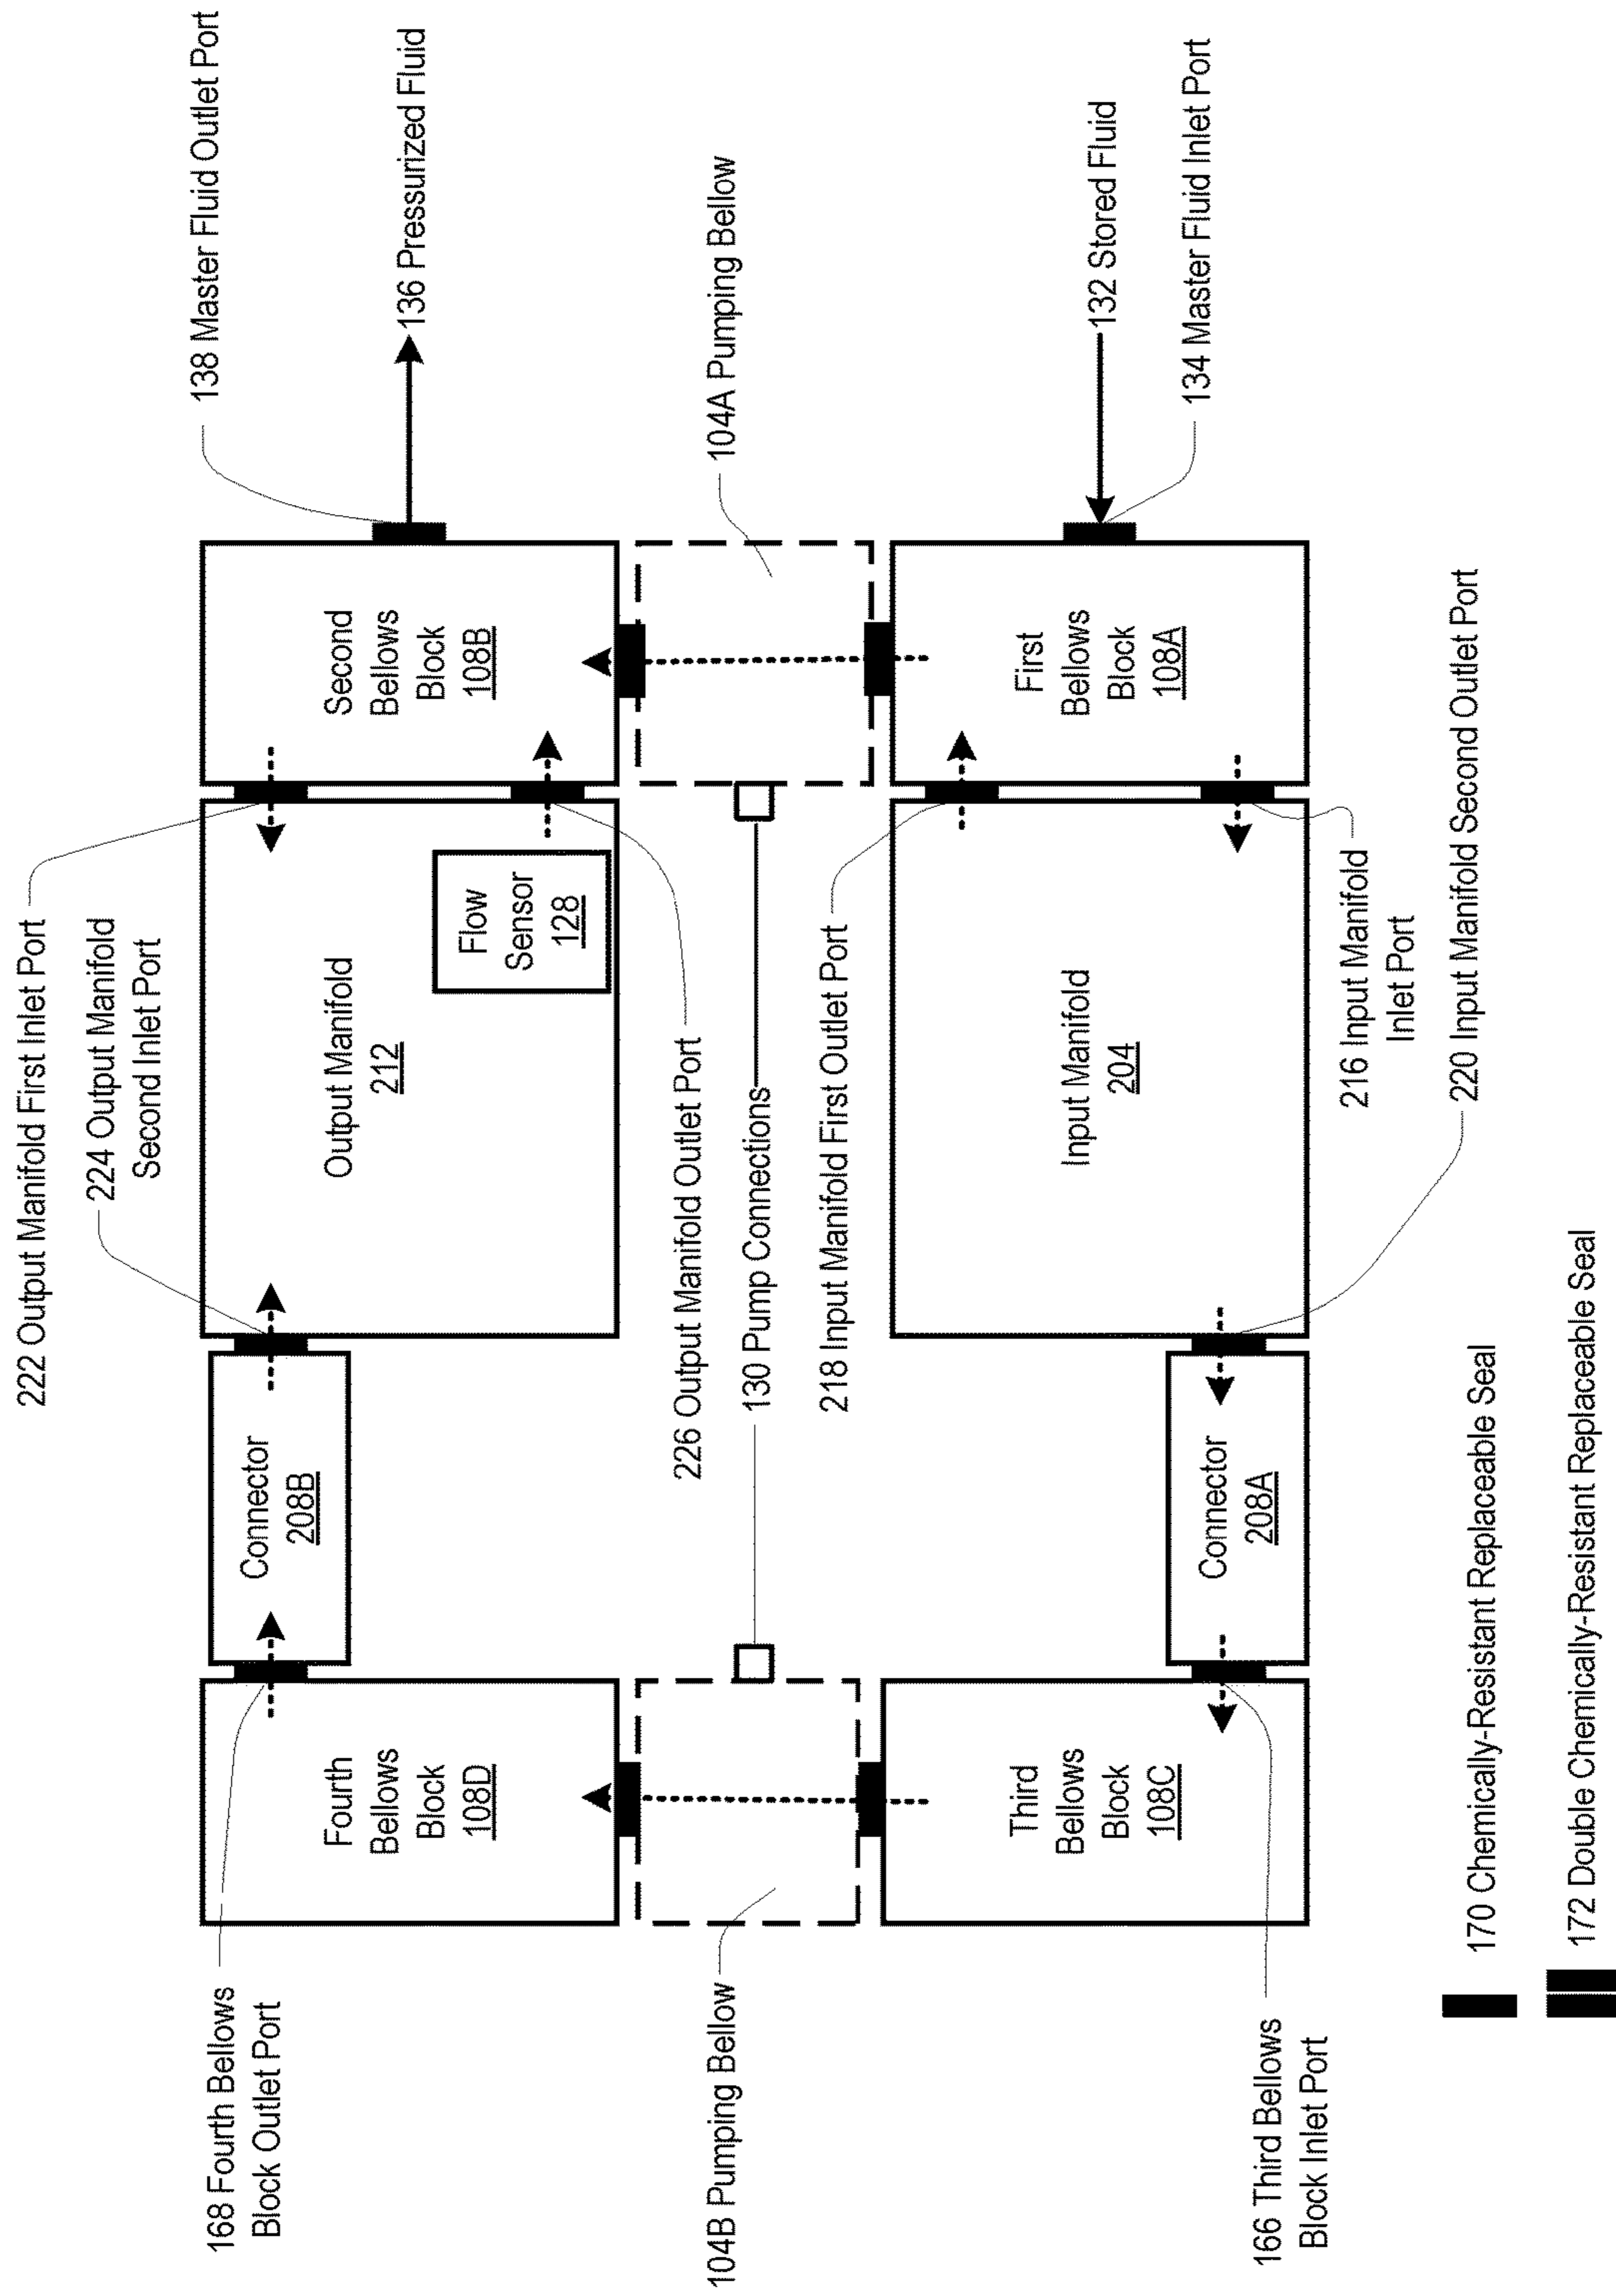 222 Output Manifold First Inlet Port
224 Output Manifold
Second Inlet Port
138 Master Fluid Outlet Port
168 Fourth Bellows
Block Outlet Port
Fourth
Bellows
Block
108D
Connector
208B
Output Manifold
212
Flow
Sensor
128
Second
Bellows
Block
108B
136 Pressurized Fluid
226 Output Manifold Outlet Port
104B Pumping Bellow
130 Pump Connections
104A Pumping Bellow
218 Input Manifold First Outlet Port
Third
Bellows
Block
108C
Connector
208A
Input Manifold
204
First
Bellows
Block
108A
132 Stored Fluid
134 Master Fluid Inlet Port
166 Third Bellows
Block Inlet Port
216 Input Manifold
Inlet Port
220 Input Manifold Second Outlet Port
170 Chemically-Resistant Replaceable Seal
172 Double Chemically-Resistant Replaceable Seal